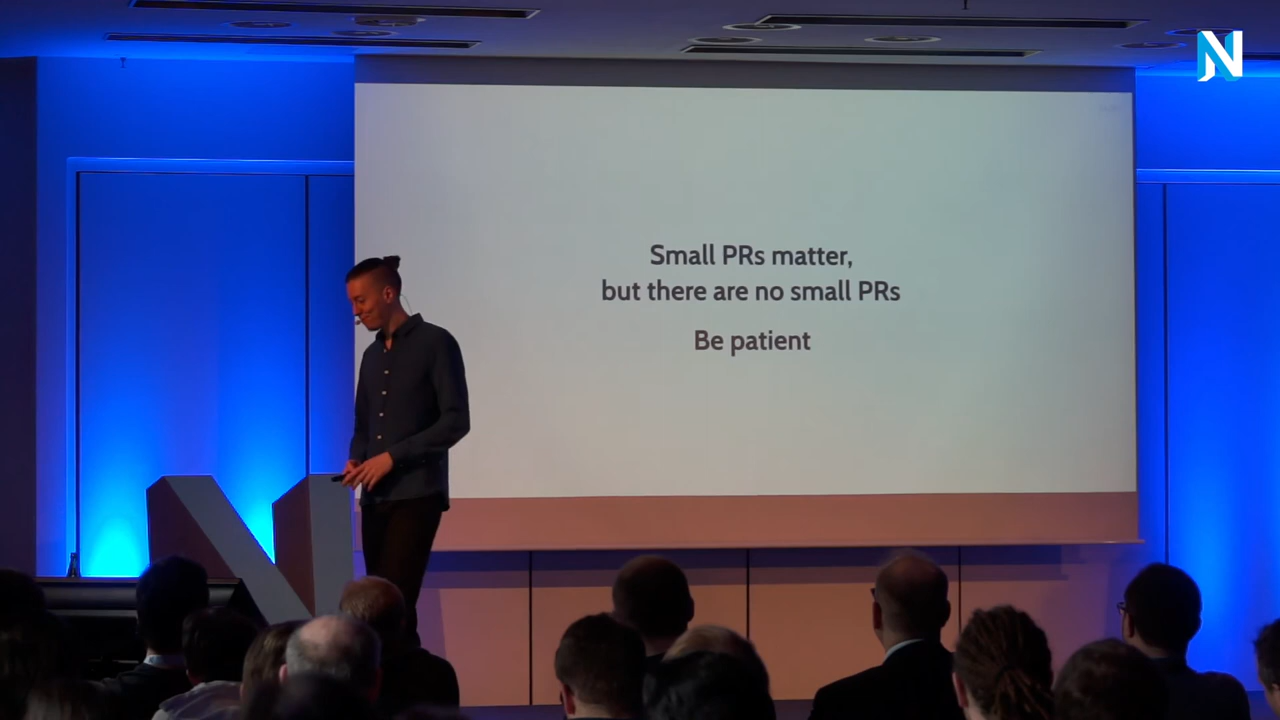 Small PRs matter,
but there are no small PRs
Be patient
N
N